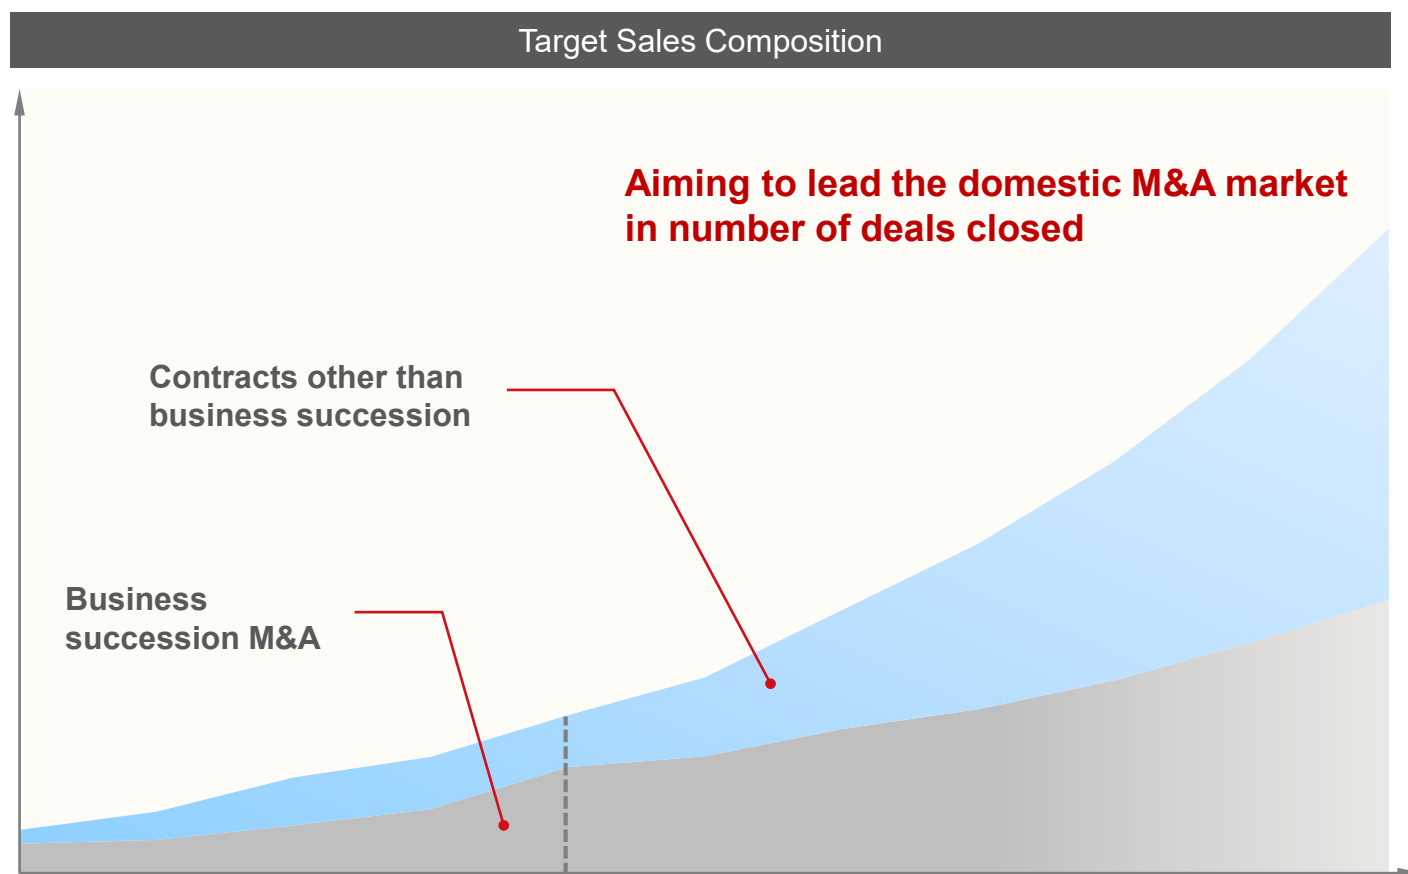 Target Sales Composition
Aiming to lead the domestic M&A market
in number of deals closed
Contracts other than
business succession
Business
succession M&A